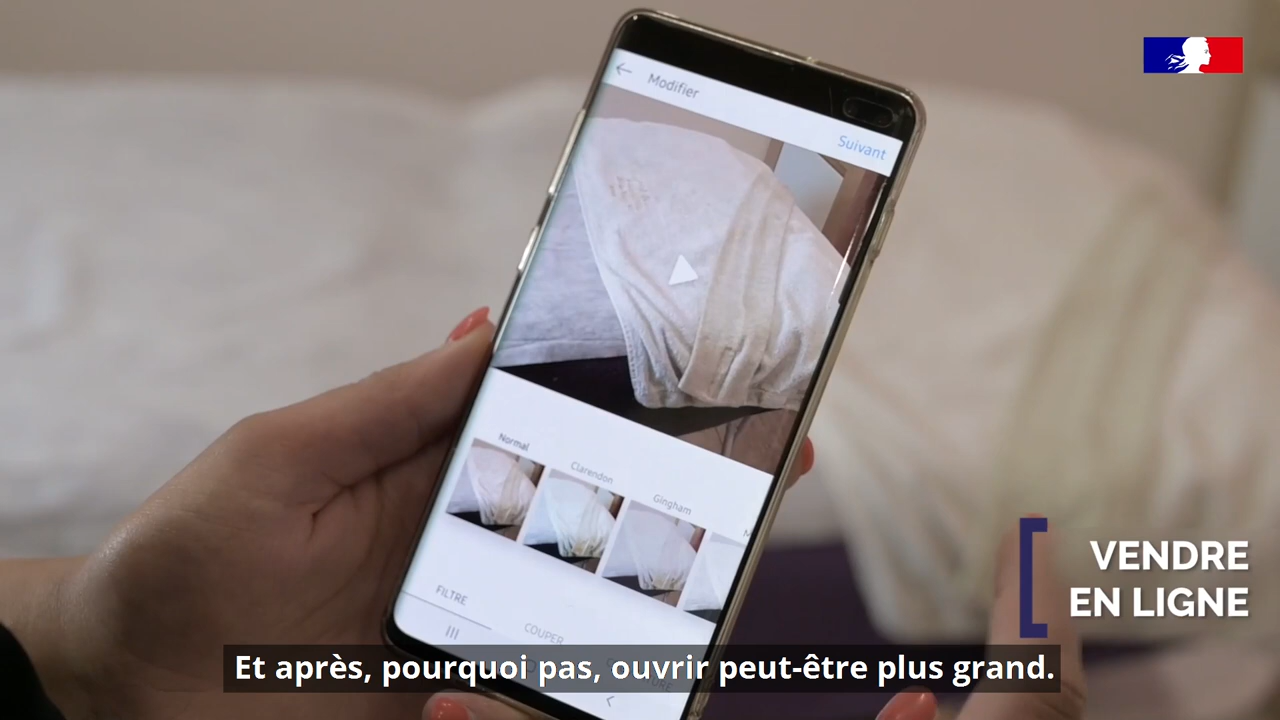 Modifier
Suivant
Normal
Clarendon
Gingham
M
FILTRE
COUPER
VENDRE
EN LIGNE
Et après, pourquoi pas, ouvrir peut-être plus grand.